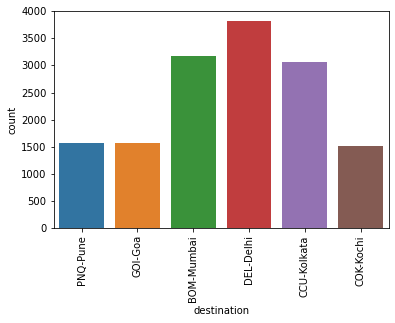 4000
3500
3000
2500
2000
1500
1000
500
0
count
PNQ-Pune
GOI-Goa
BOM-Mumbai
DEL-Delhi
CCU-Kolkata
COK-Kochi
destination